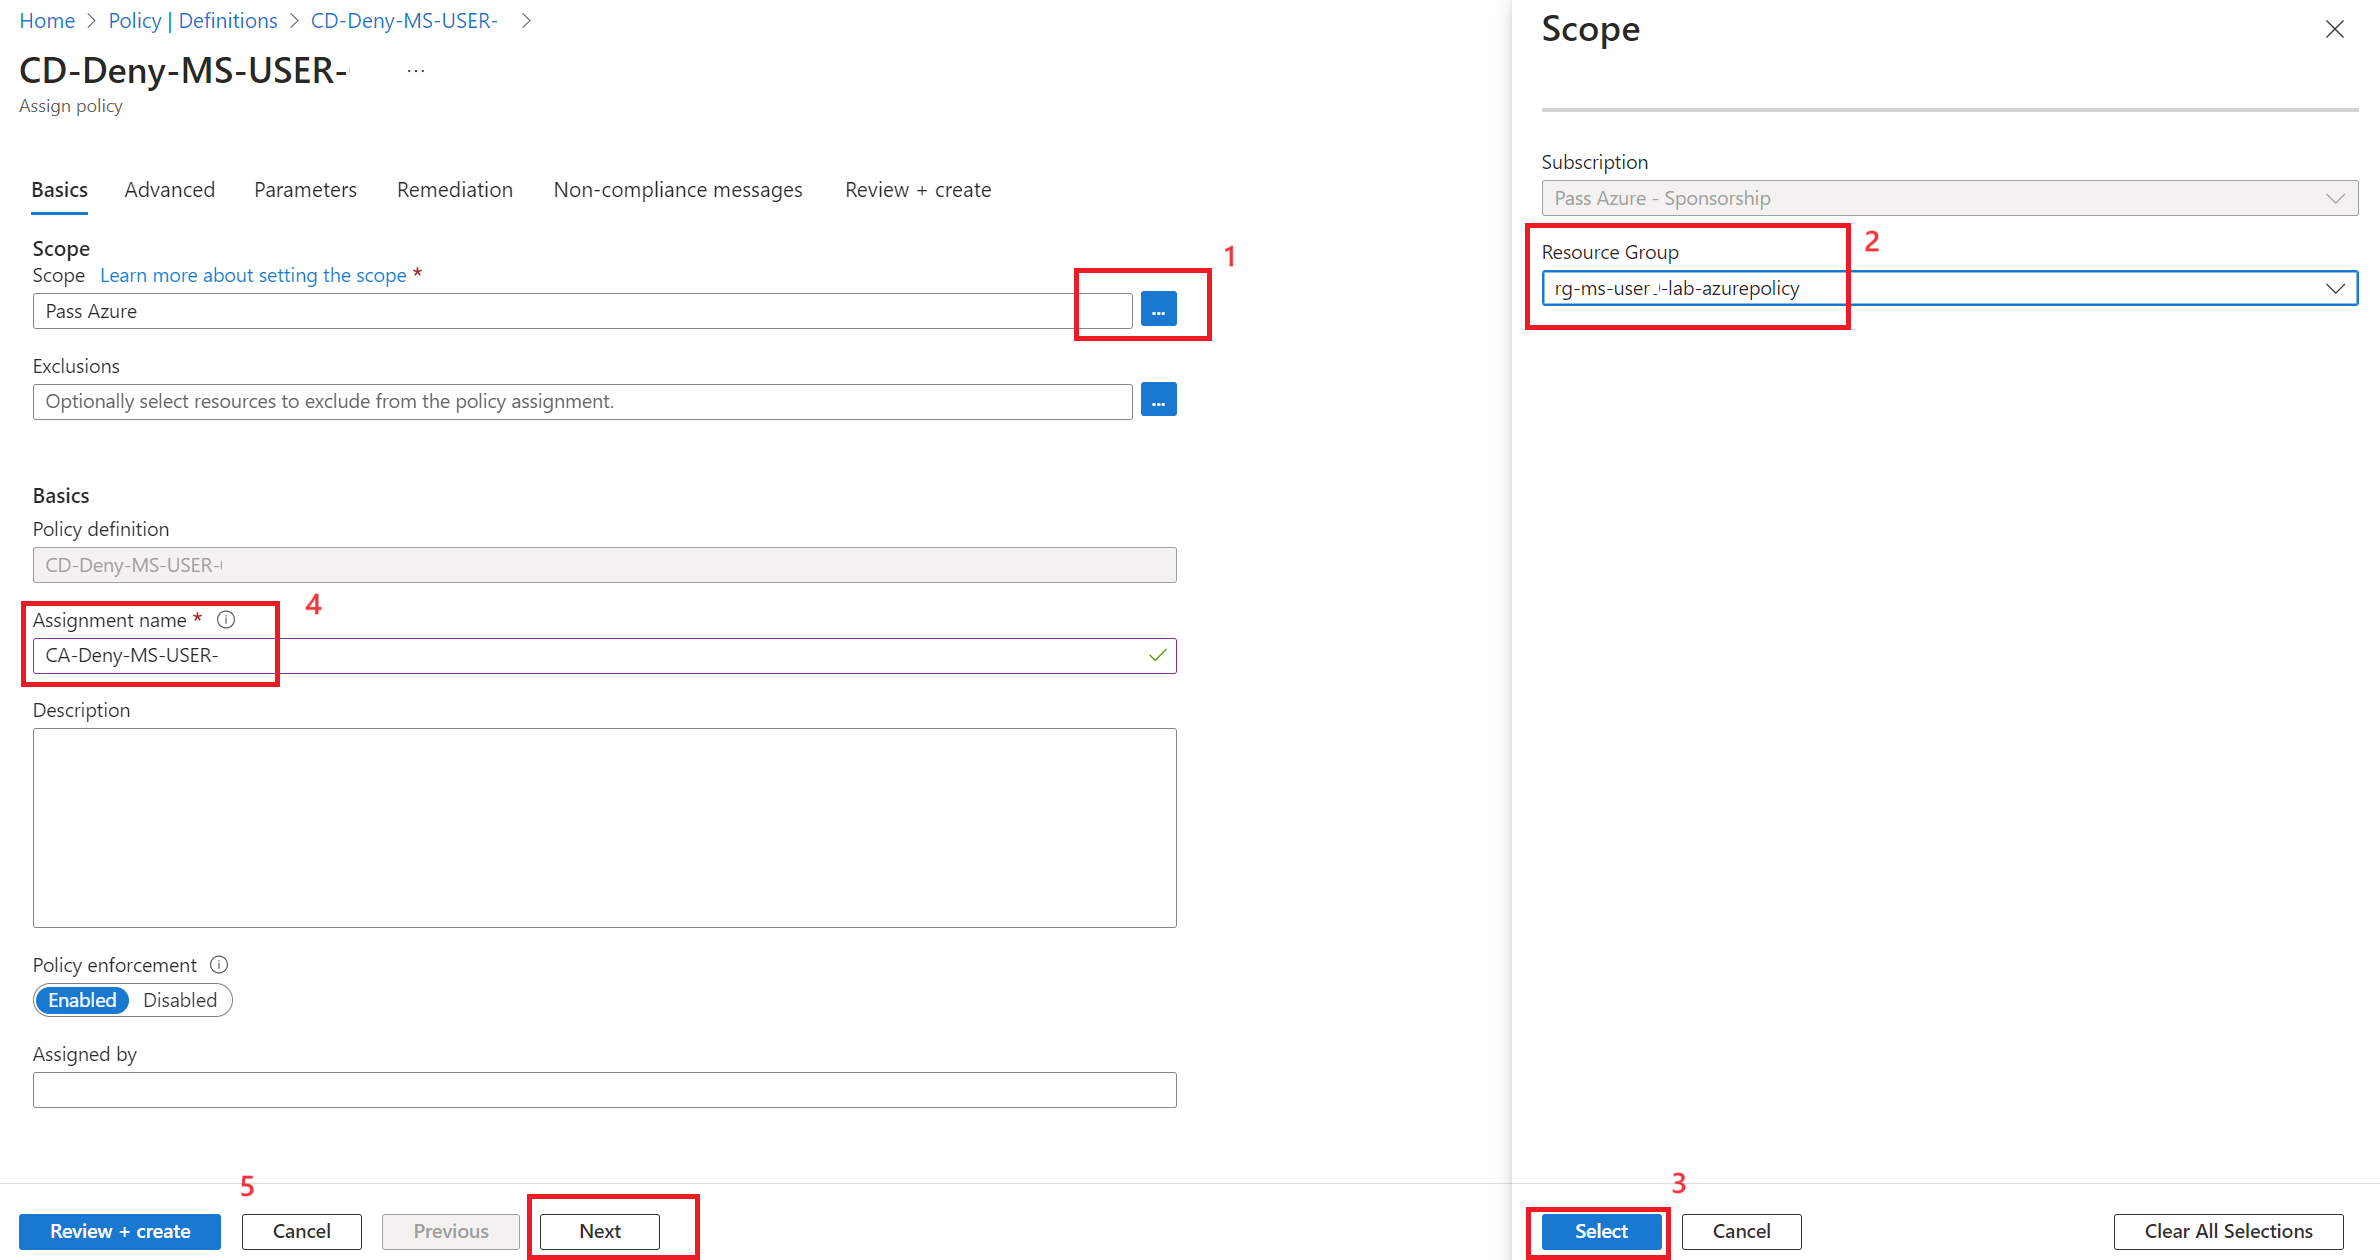 Home > Policy | Definitions > CD-Deny-MS-USER- >
CD-Deny-MS-USER- ...
Assign policy
Basics Advanced Parameters Remediation Non-compliance messages Review + create
Scope
Scope Learn more about setting the scope *
1
Pass Azure
...
Exclusions
Optionally select resources to exclude from the policy assignment.
...
Basics
Policy definition
CD-Deny-MS-USER-
4
Assignment name *
CA-Deny-MS-USER-
Description
Policy enforcement
Enabled Disabled
Assigned by
5
Review + create Cancel Previous Next
Scope
Subscription
Pass Azure - Sponsorship
2
Resource Group
rg-ms-user -lab-azurepolicy
3
Select Cancel Clear All Selections